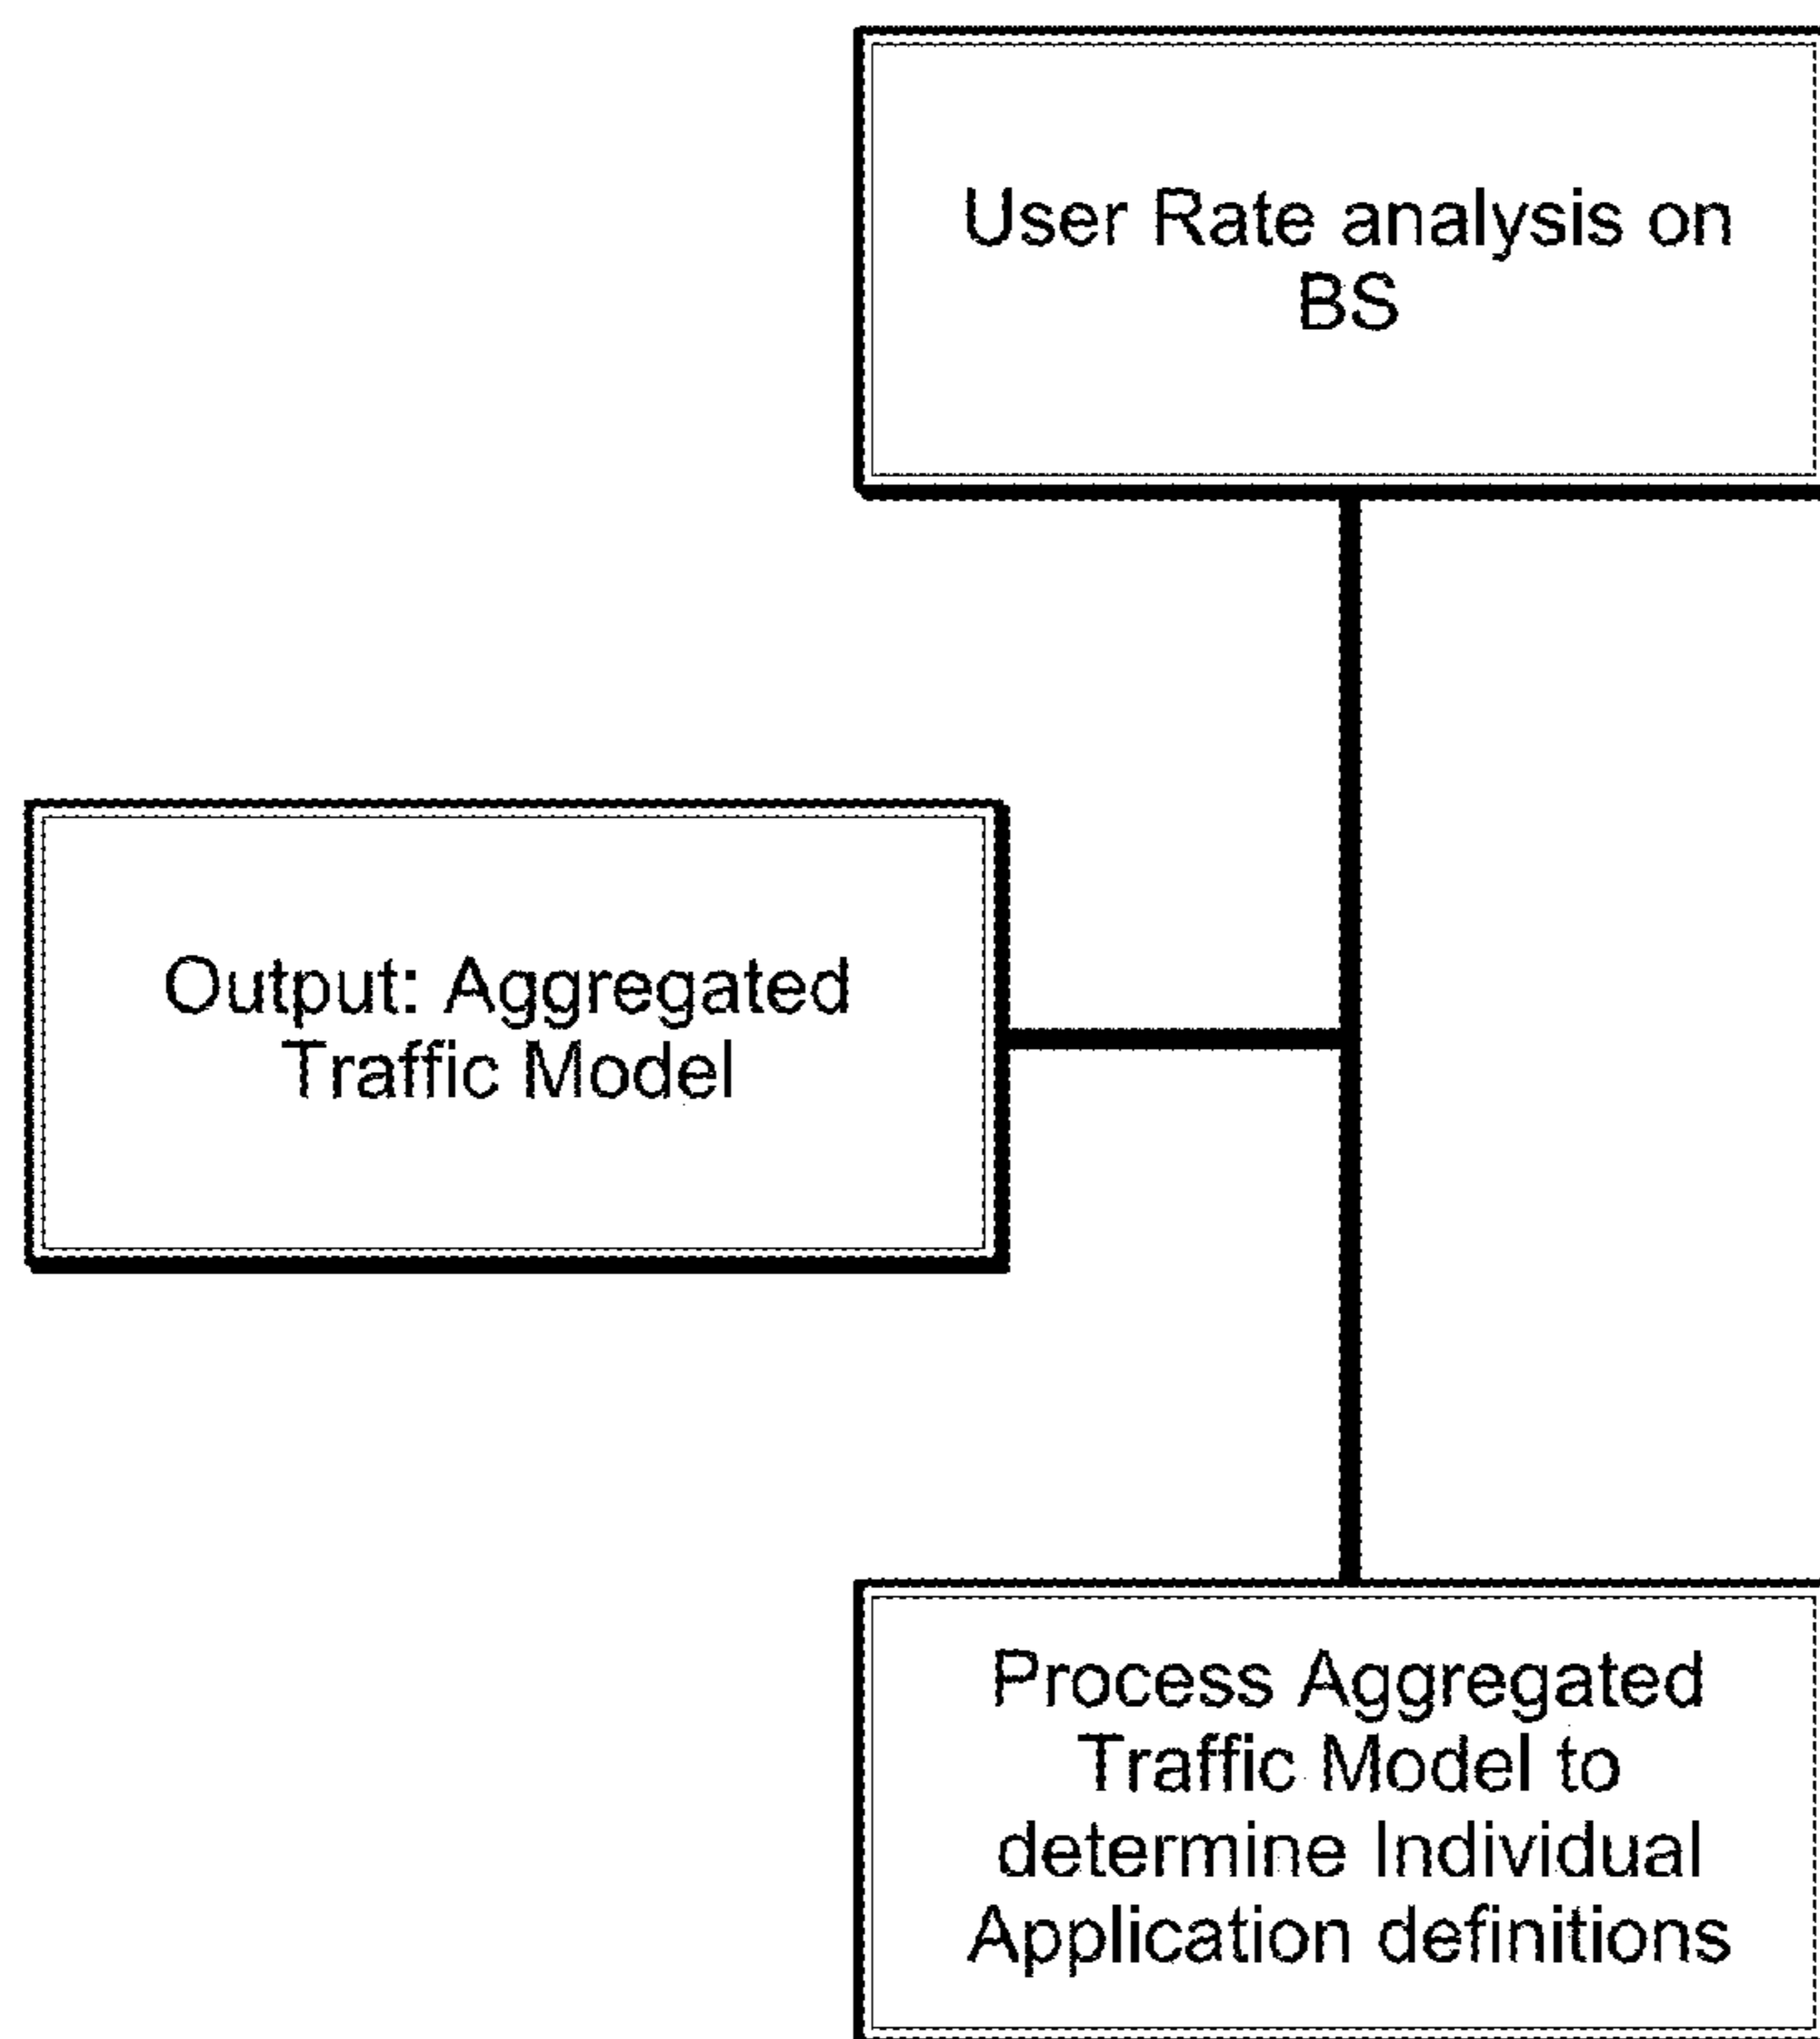 User Rate analysis on
BS
Output: Aggregated
Traffic Model
Process Aggregated
Traffic Model to
determine Individual
Application definitions